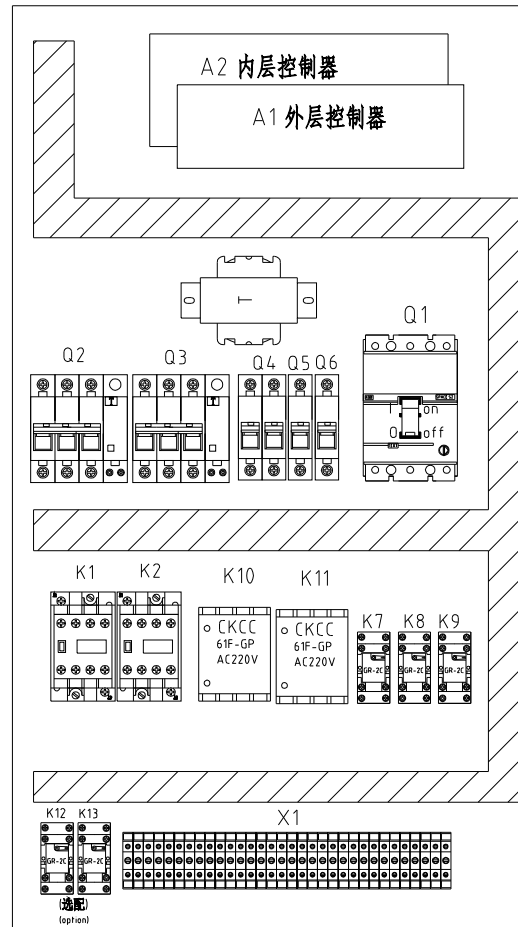 A2 内层控制器
A1 外层控制器
T
Q1
Q2 Q3 Q4 Q5 Q6
I on
O off
K1 K2 K10 K11 K7 K8 K9
CKCC
61F-GP
AC220V
CKCC
61F-GP
AC220V
GR-2C GR-2C GR-2C
K12 K13 X1
GR-2C GR-2C
(选配)
(option)